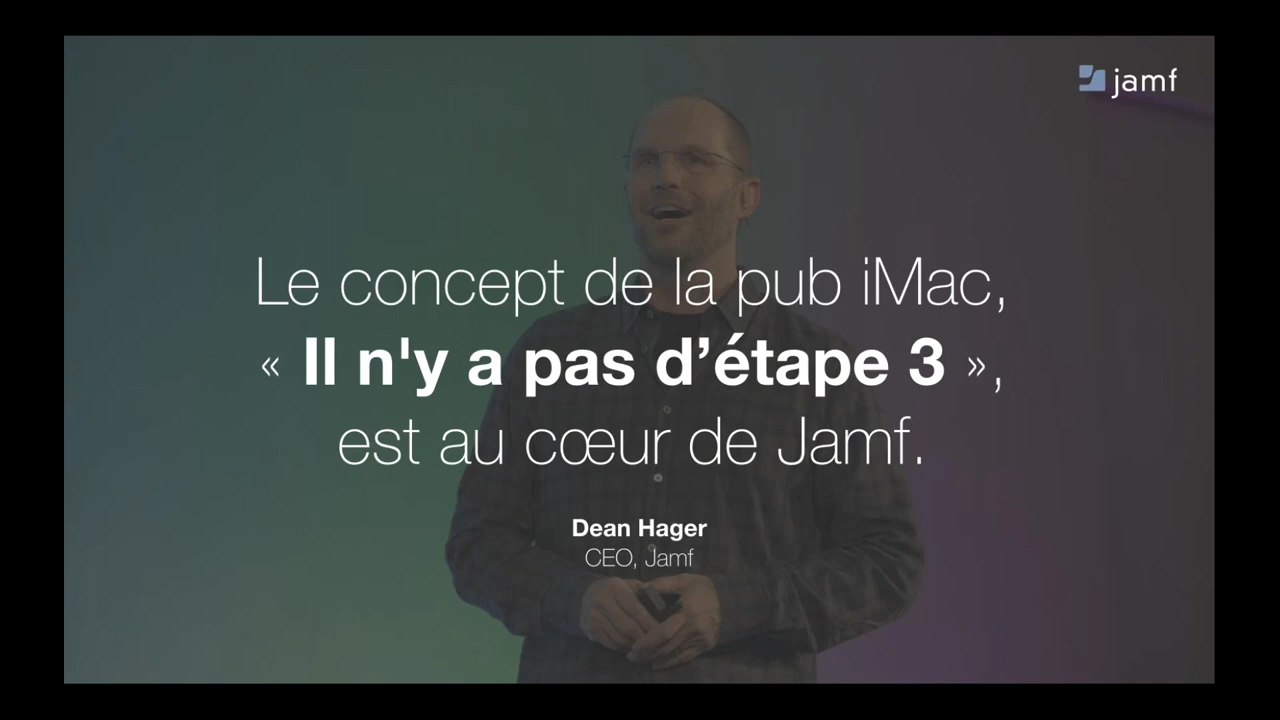 jamf
Le concept de la pub iMac,
« Il n'y a pas d’étape 3 »,
est au cœur de Jamf.
Dean Hager
CEO, Jamf